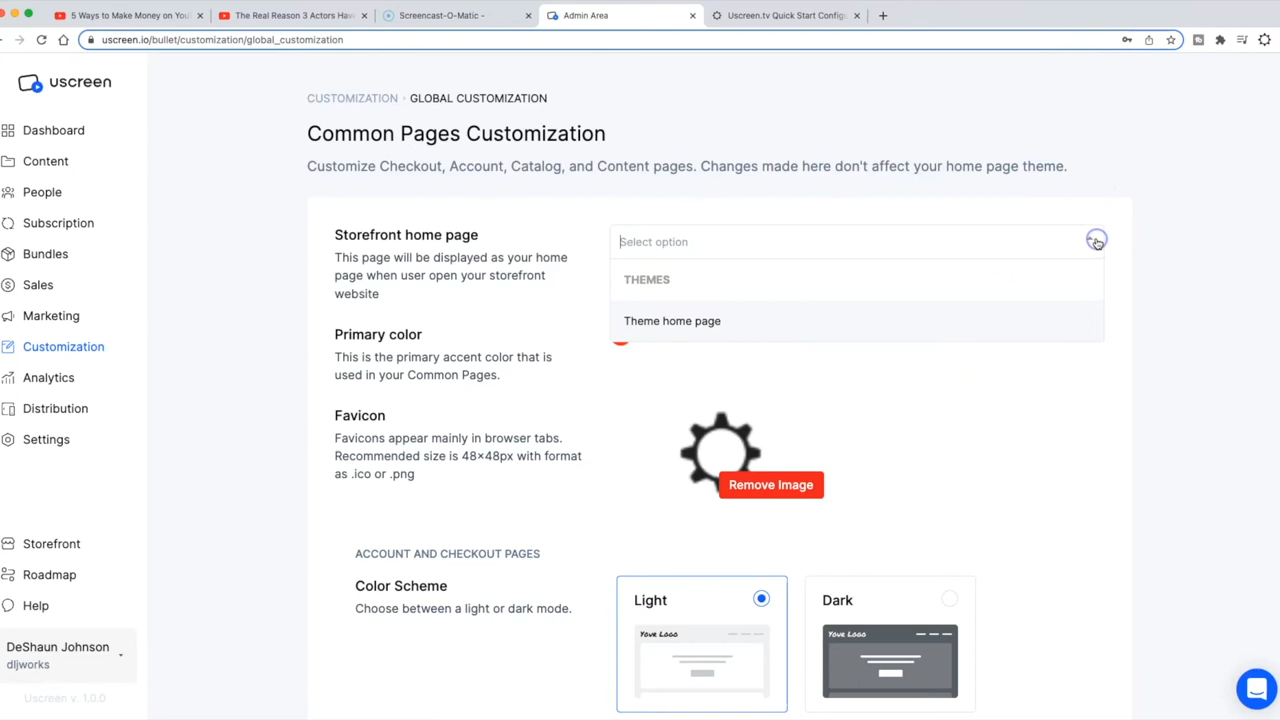 5 Ways to Make Money on You
The Real Reason 3 Actors Hav
Screencast-O-Matic -
Admin Area
Uscreen.tv Quick Start Configu
uscreen.io/bullet/customization/global_customization
uscreen
Dashboard
Content
People
Subscription
Bundles
Sales
Marketing
Customization
Analytics
Distribution
Settings
Storefront
Roadmap
Help
DeShaun Johnson
dljworks
Uscreen v. 1.0.0
CUSTOMIZATION › GLOBAL CUSTOMIZATION
Common Pages Customization
Customize Checkout, Account, Catalog, and Content pages. Changes made here don't affect your home page theme.
Storefront home page
This page will be displayed as your home
page when user open your storefront
website
Select option
THEMES
Theme home page
Primary color
This is the primary accent color that is
used in your Common Pages.
Favicon
Favicons appear mainly in browser tabs.
Recommended size is 48×48px with format
as .ico or .png
Remove Image
ACCOUNT AND CHECKOUT PAGES
Color Scheme
Choose between a light or dark mode.
Light
Your Logo
Dark
Your Logo